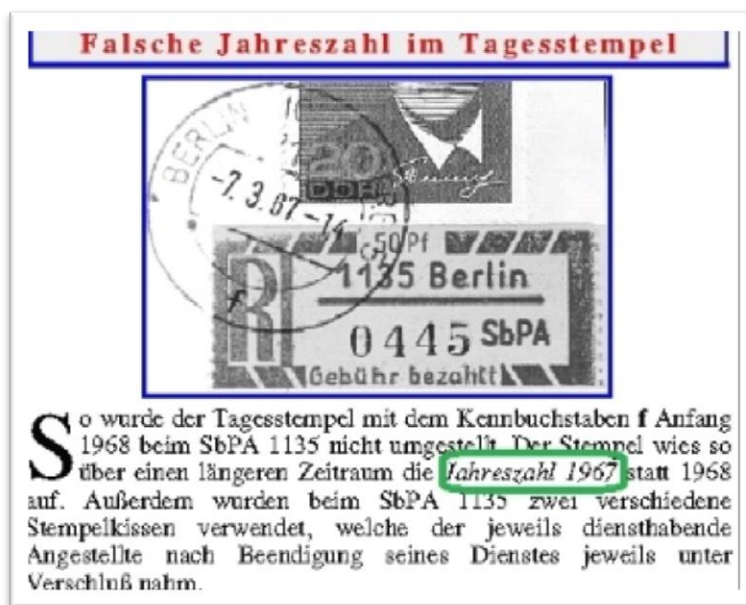 Falsche Jahreszahl im Tagesstempel
BERLIN
20
DDR
-7.3.67-14
50 Pf
1135 Berlin
R
0445 SbPA
f
Gebühr bezahlt
So wurde der Tagesstempel mit dem Kennbuchstaben f Anfang
1968 beim SbPA 1135 nicht umgestellt. Der Stempel wies so
über einen längeren Zeitraum die Jahreszahl 1967 statt 1968
auf. Außerdem wurden beim SbPA 1135 zwei verschiedene
Stempelkissen verwendet, welche der jeweils diensthabende
Angestellte nach Beendigung seines Dienstes jeweils unter
Verschluß nahm.